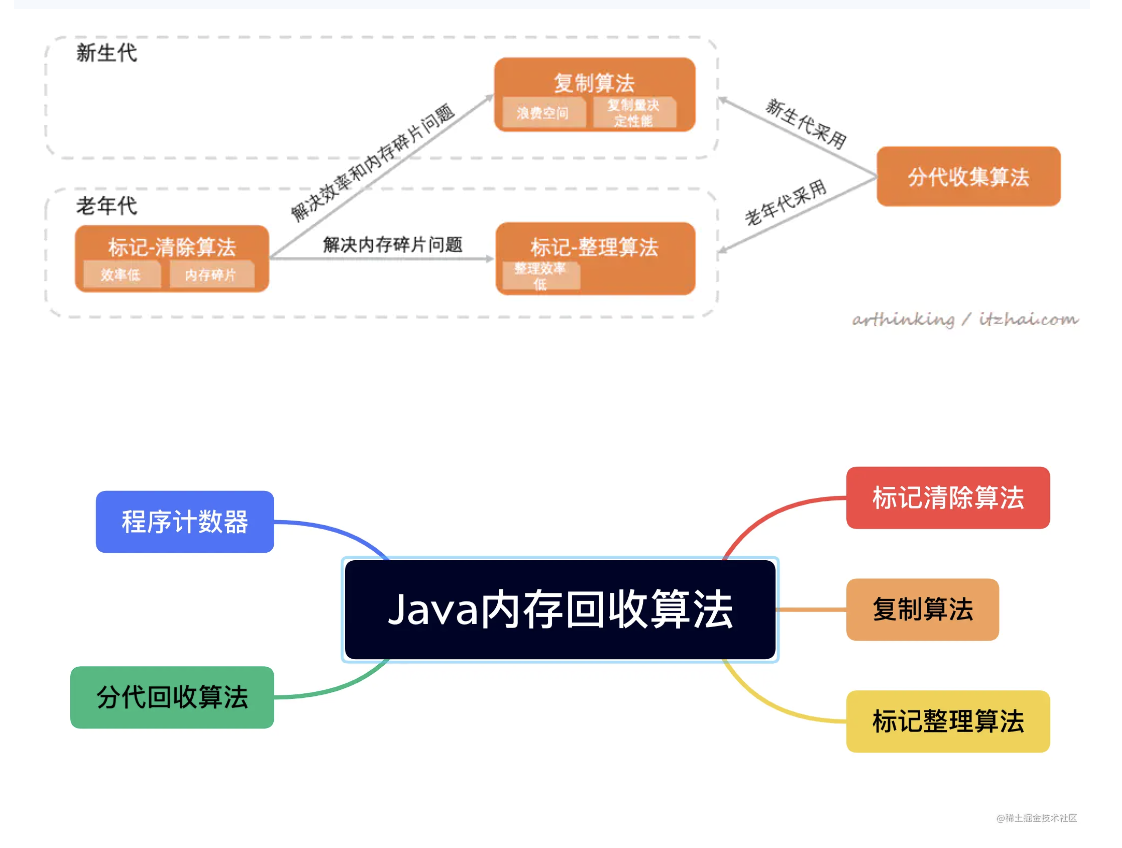 新生代
复制算法
浪费空间
复制量决
定性能
解决效率和内存碎片问题
新生代采用
分代收集算法
老年代采用
老年代
标记-清除算法
效率低
内存碎片
解决内存碎片问题
标记-整理算法
整理效率
低
arthinking / itzhai.com
标记清除算法
程序计数器
Java内存回收算法
复制算法
分代回收算法
标记整理算法
@稀土掘金技术社区